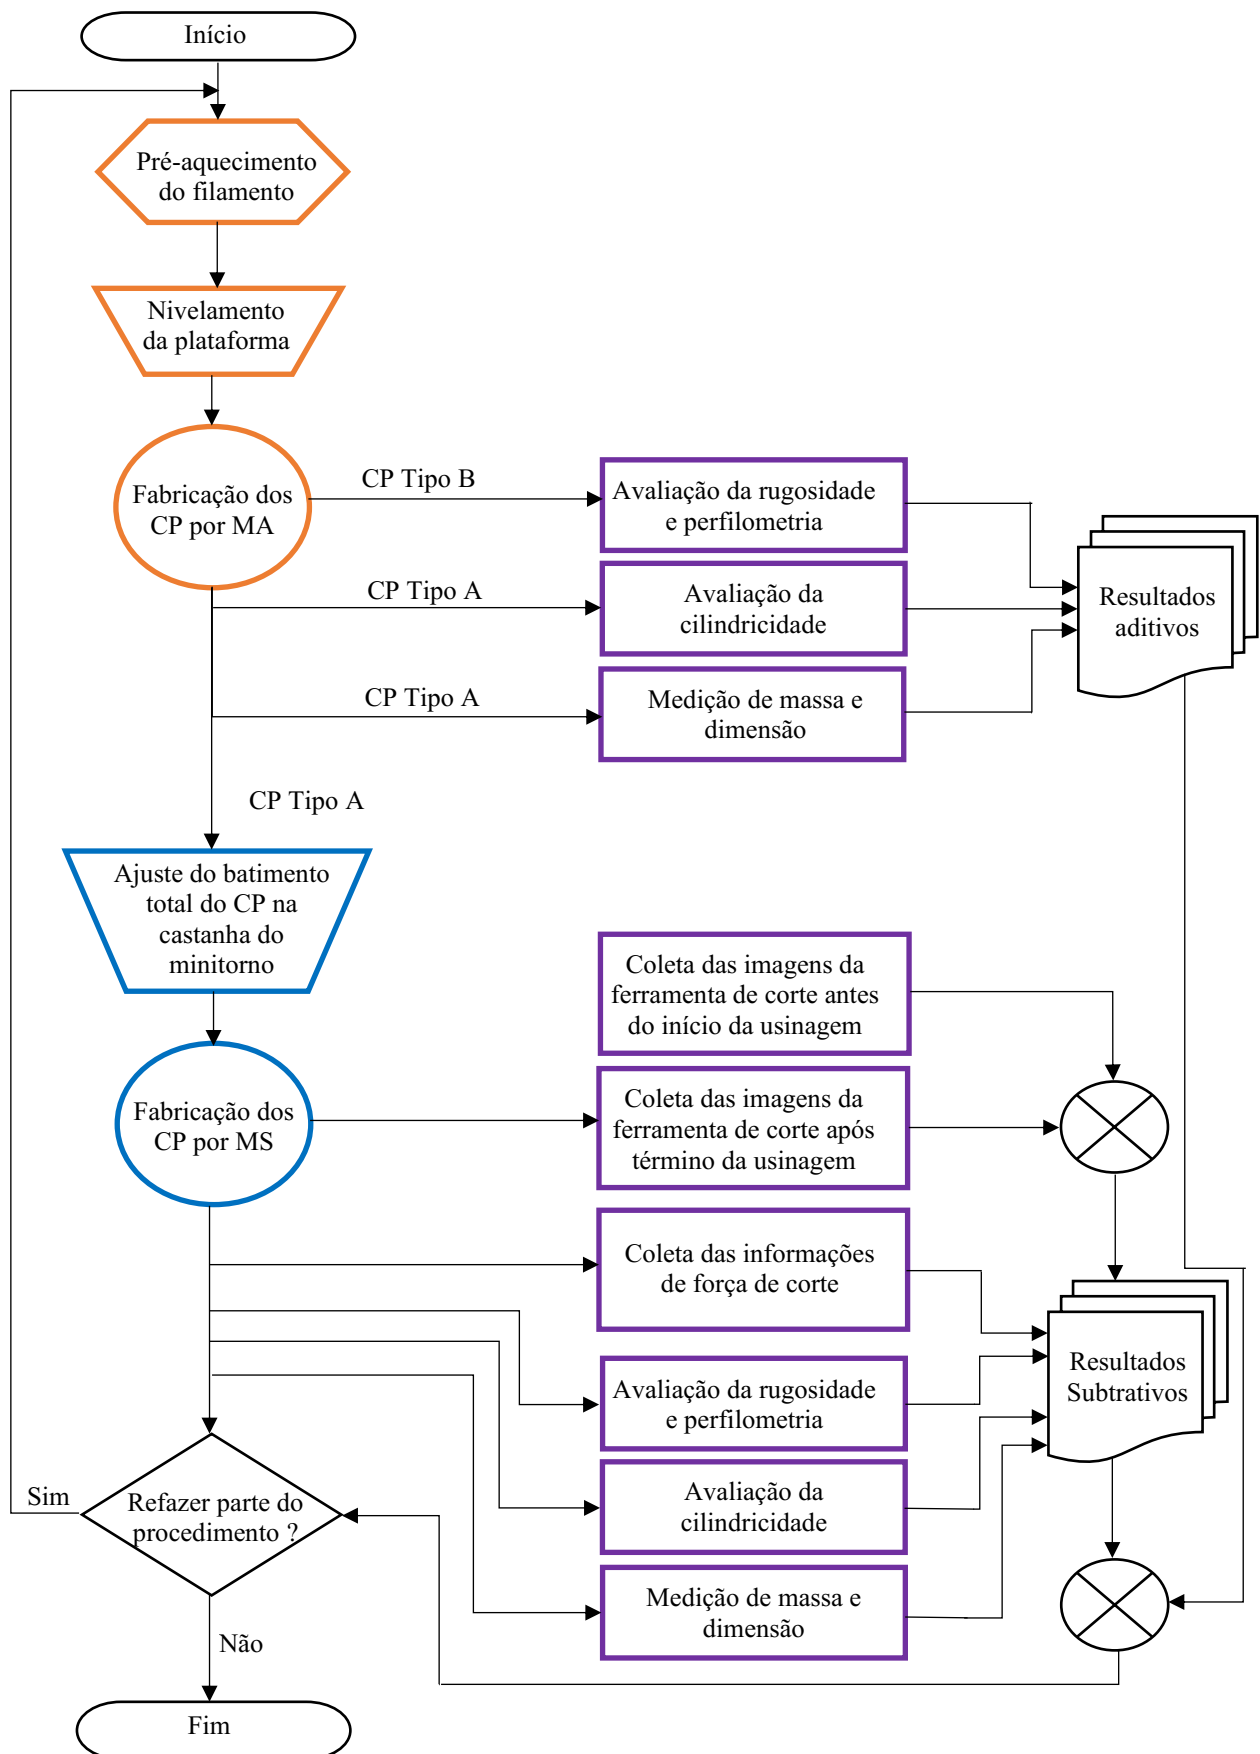 Início
Pré-aquecimento
do filamento
Nivelamento
da plataforma
Fabricação dos
CP por MA
CP Tipo B
Avaliação da rugosidade
e perfilometria
CP Tipo A
Avaliação da
cilindricidade
CP Tipo A
Medição de massa e
dimensão
Resultados
aditivos
CP Tipo A
Ajuste do batimento
total do CP na
castanha do
minitorno
Coleta das imagens da
ferramenta de corte antes
do início da usinagem
Fabricação dos
CP por MS
Coleta das imagens da
ferramenta de corte após
término da usinagem
Coleta das informações
de força de corte
Resultados
Subtrativos
Avaliação da rugosidade
e perfilometria
Avaliação da
cilindricidade
Medição de massa e
dimensão
Sim
Refazer parte do
procedimento ?
Não
Fim